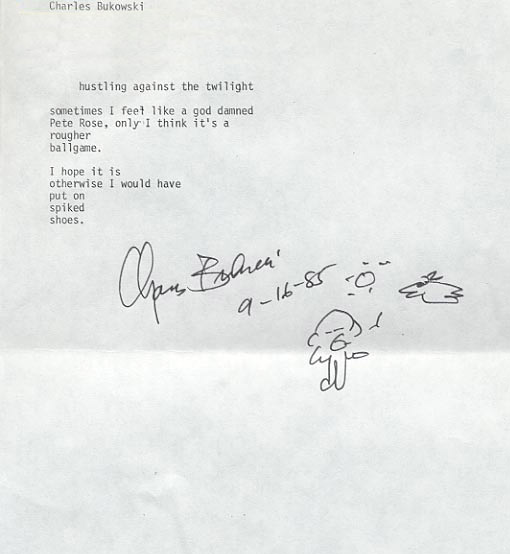 Charles Bukowski
hustling against the twilight
sometimes I feel like a god damned
Pete Rose, only I think it's a
rougher
ballgame.
I hope it is
otherwise I would have
put on
spiked
shoes.
Charles Bukowski
9-16-85